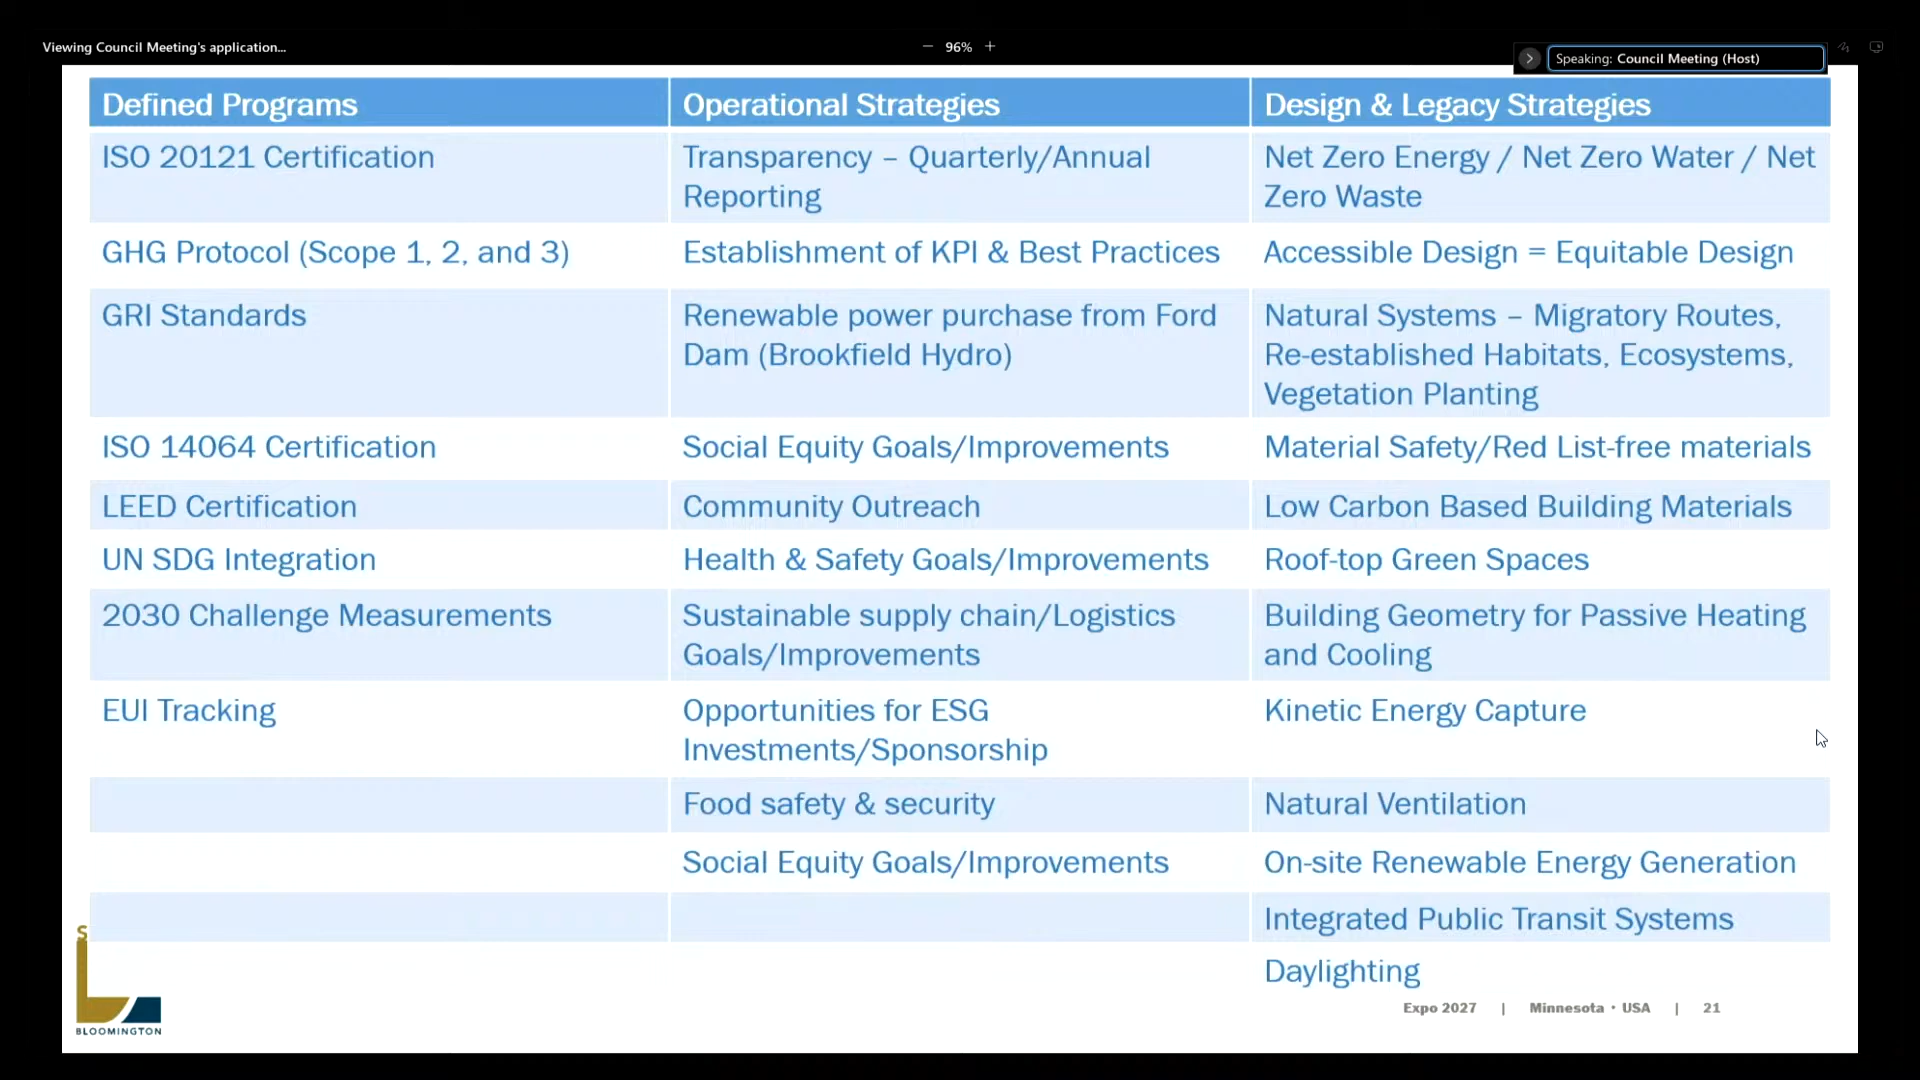 Viewing Council Meeting's application...
96%
Speaking: Council Meeting (Host)
Defined Programs
Operational Strategies
Design & Legacy Strategies
ISO 20121 Certification
Transparency – Quarterly/Annual
Reporting
Net Zero Energy / Net Zero Water / Net
Zero Waste
GHG Protocol (Scope 1, 2, and 3)
Establishment of KPI & Best Practices
Accessible Design = Equitable Design
GRI Standards
Renewable power purchase from Ford
Dam (Brookfield Hydro)
Natural Systems – Migratory Routes,
Re-established Habitats, Ecosystems,
Vegetation Planting
ISO 14064 Certification
Social Equity Goals/Improvements
Material Safety/Red List-free materials
LEED Certification
Community Outreach
Low Carbon Based Building Materials
UN SDG Integration
Health & Safety Goals/Improvements
Roof-top Green Spaces
2030 Challenge Measurements
Sustainable supply chain/Logistics
Goals/Improvements
Building Geometry for Passive Heating
and Cooling
EUI Tracking
Opportunities for ESG
Investments/Sponsorship
Kinetic Energy Capture
Food safety & security
Natural Ventilation
Social Equity Goals/Improvements
On-site Renewable Energy Generation
Integrated Public Transit Systems
Daylighting
S
BLOOMINGTON
Expo 2027 | Minnesota • USA | 21